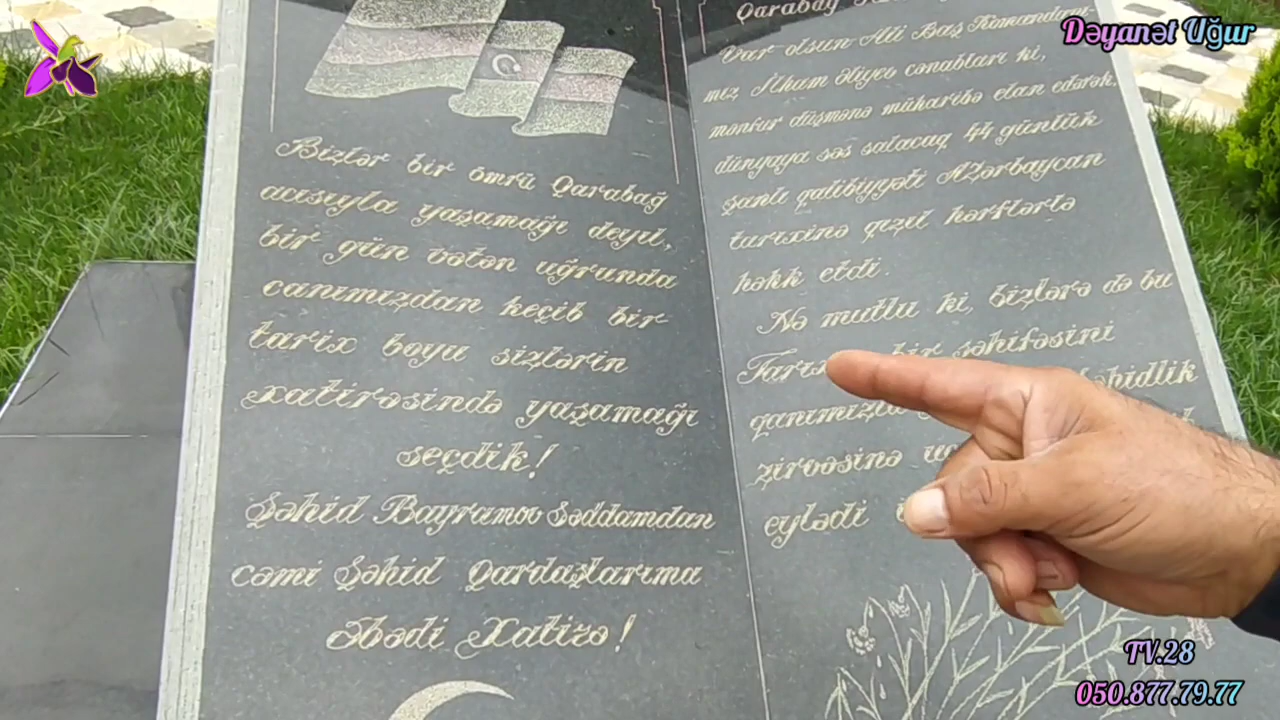 Dəyanət Uğur
Bizlər bir ömrü Qarabağ
acısıyla yaşamağı deyil,
bir gün vətən uğrunda
canımızdan keçib bir
tarix boyu sizlərin
xatirəsində yaşamağı
seçdik!
Şəhid Bayramov Səddamdan
cəmi Şəhid Qardaşlarıma
Əbədi Xatirə!
Qarabağ
Var olsun Ali Baş Komandanı-
mız İlham Əliyev cənabları ki,
mənfur düşmənə müharibə elan edərək,
dünyaya səs salacaq 44 günlük
şanlı qalibiyyəti Azərbaycan
tarixinə qızıl hərflərlə
həkk etdi.
Nə mutlu ki, bizlərə də bu
bir səhifəsini
qanımızla şəhidlik
zirvəsinə
eylədi
TV.28
050.877.79.77